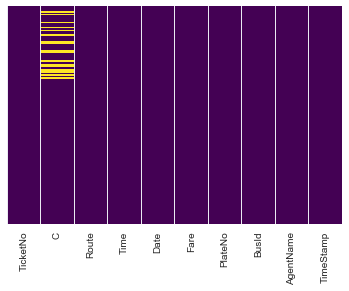 TicketNo
C
Route
Time
Date
Fare
PlateNo
BusId
AgentName
TimeStamp